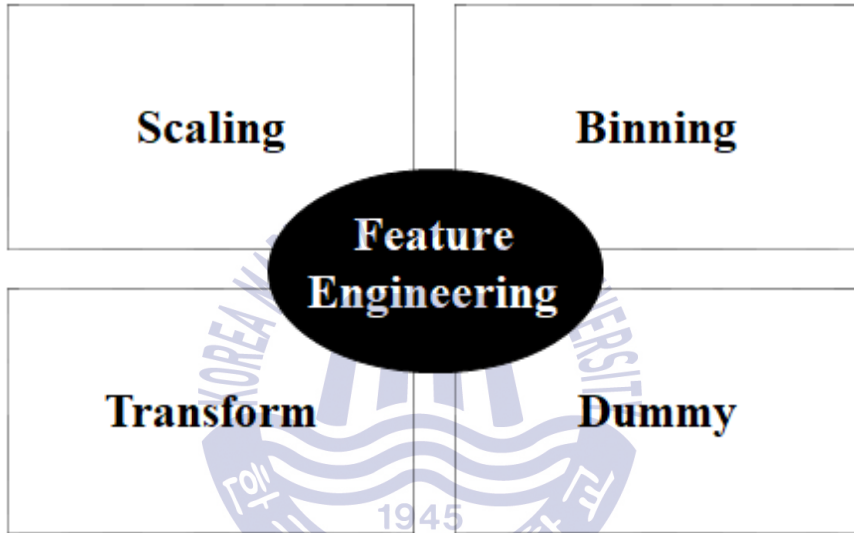 Scaling
Binning
Feature
Engineering
Transform
Dummy
1945